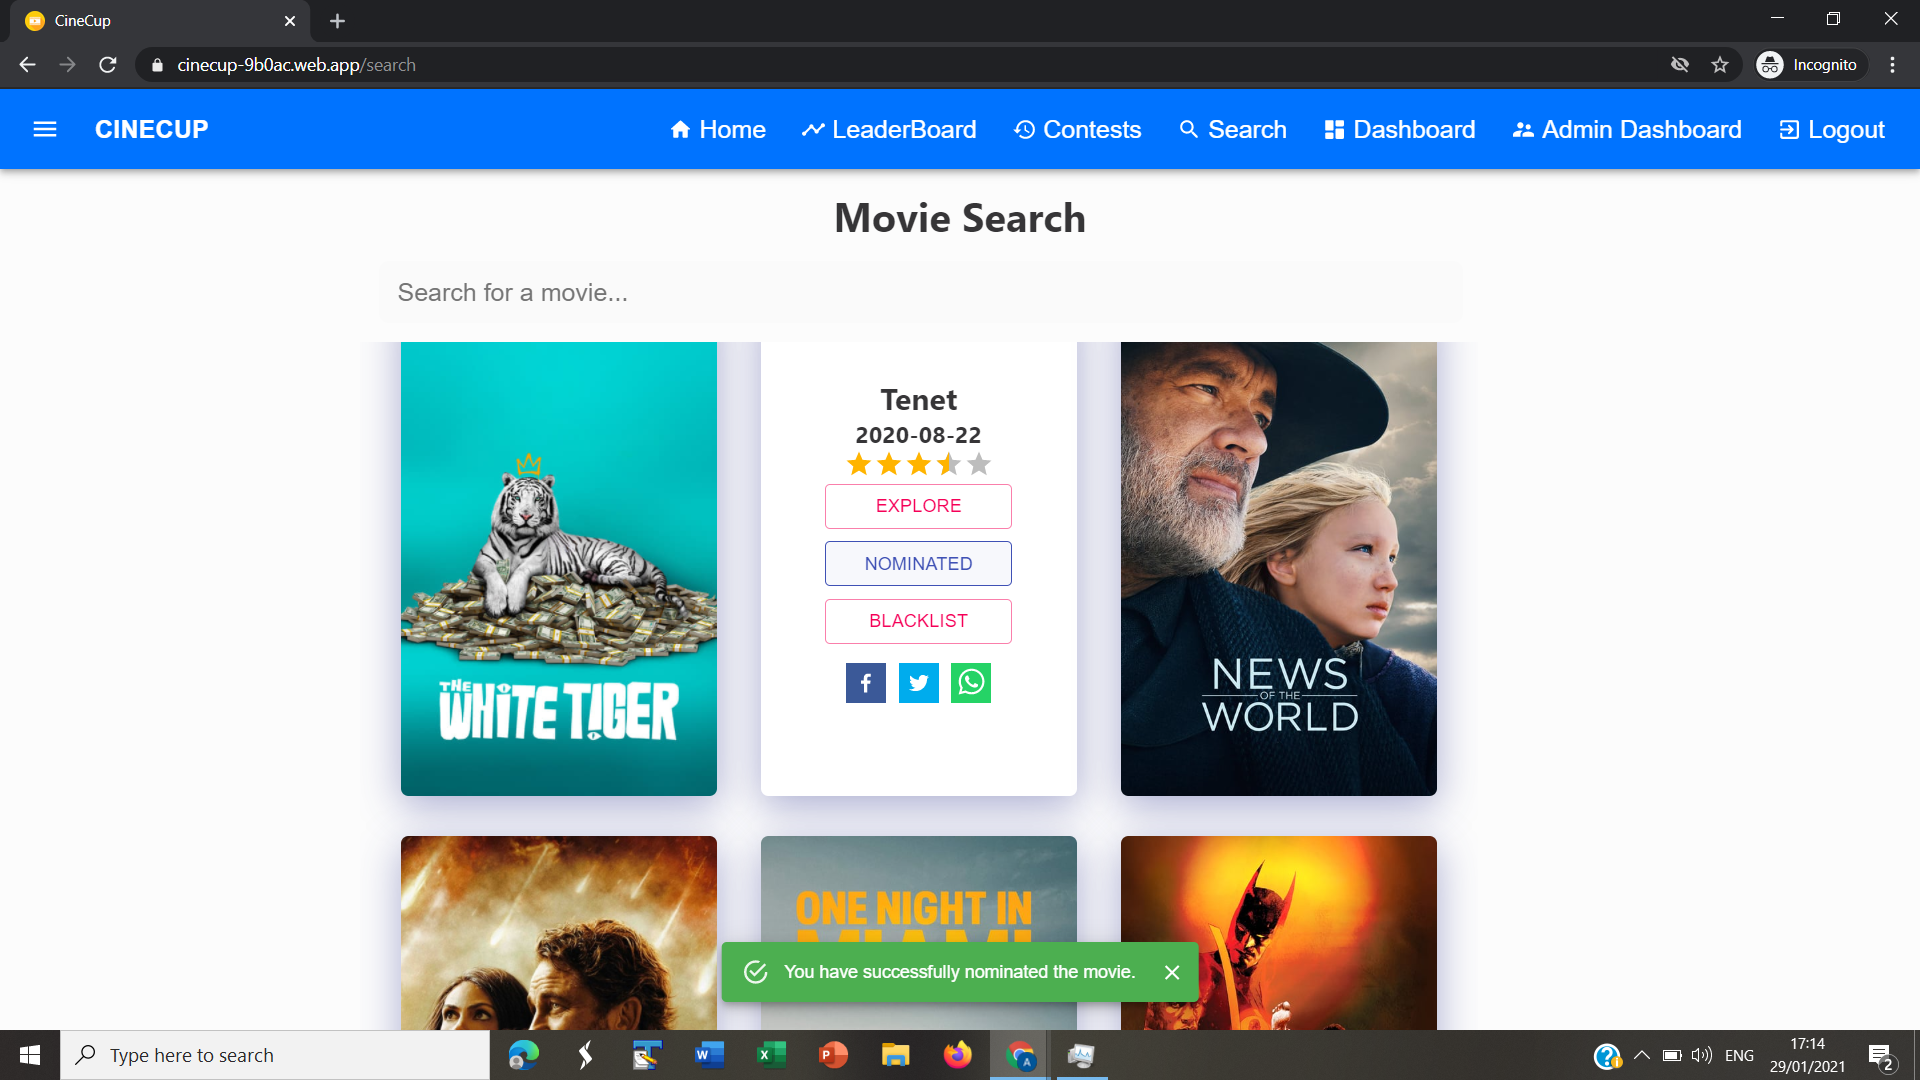 CineCup
cinecup-9b0ac.web.app/search
Incognito
CINECUP
Home
LeaderBoard
Contests
Search
Dashboard
Admin Dashboard
Logout
Movie Search
Search for a movie...
THE
WHITE TIGER
Tenet
2020-08-22
EXPLORE
NOMINATED
BLACKLIST
NEWS
OF THE
WORLD
ONE NIGHT IN
MIAMI
You have successfully nominated the movie.
Type here to search
ENG
17:14
29/01/2021
2